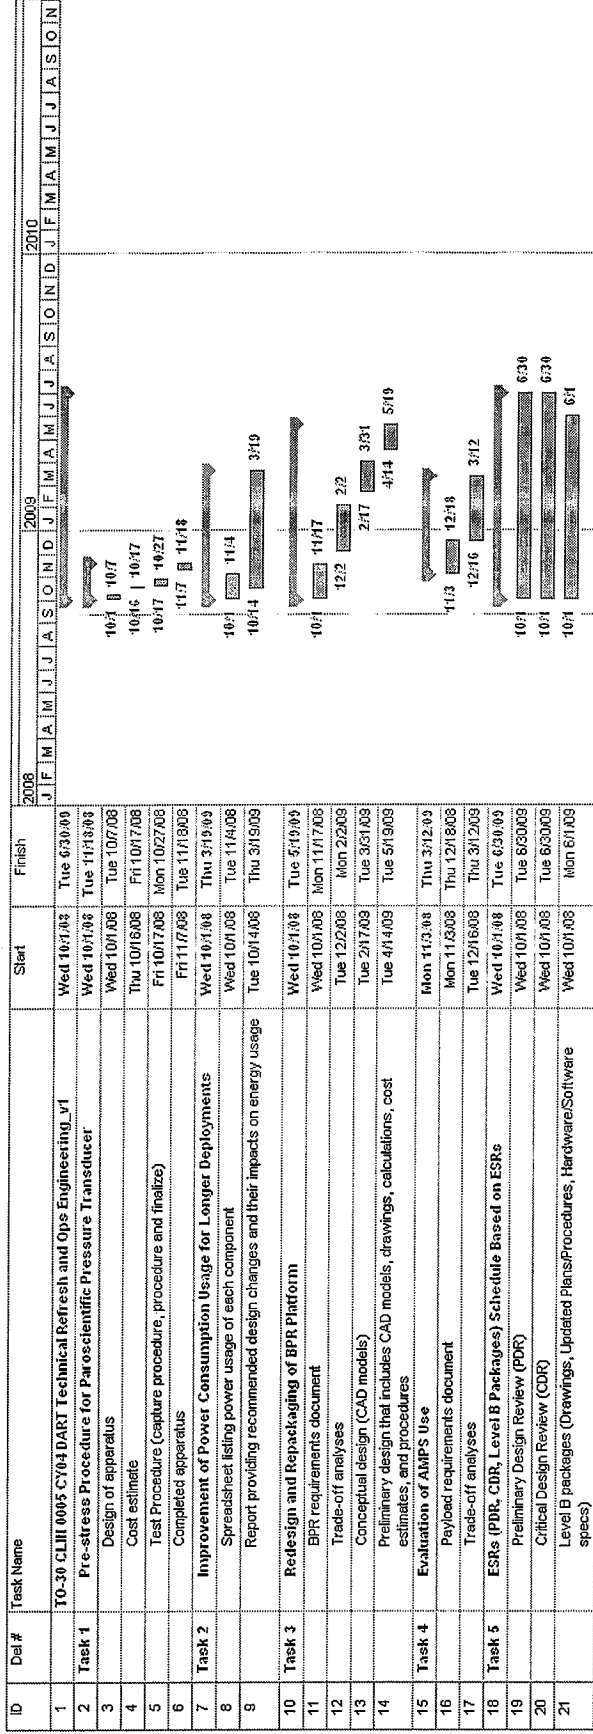 ID Del # Task Name Start Finish 2008 2009 2010
J F M A M J J A S O N D J F M A M J J A S O N D J F M A M J J A S O N
1 TO-30 CLIII 0005 CY04 DART Technical Refresh and Ops Engineering_v1 Wed 10/1/08 Tue 6/30/09
2 Task 1 Pre-stress Procedure for Paroscientific Pressure Transducer Wed 10/1/08 Tue 11/18/08
3 Design of apparatus Wed 10/1/08 Tue 10/7/08 10/1 10/7
4 Cost estimate Thu 10/16/08 Fri 10/17/08 10/16 10/17
5 Test Procedure (capture procedure, procedure and finalize) Fri 10/17/08 Mon 10/27/08 10/17 10/27
6 Completed apparatus Fri 11/7/08 Tue 11/18/08 11/7 11/18
7 Task 2 Improvement of Power Consumption Usage for Longer Deployments Wed 10/1/08 Thu 3/19/09
8 Spreadsheet listing power usage of each component Wed 10/1/08 Tue 11/4/08 10/1 11/4
9 Report providing recommended design changes and their impacts on energy usage Tue 10/14/08 Thu 3/19/09 10/14 3/19
10 Task 3 Redesign and Repackaging of BPR Platform Wed 10/1/08 Tue 5/19/09
11 BPR requirements document Wed 10/1/08 Mon 11/17/08 10/1 11/17
12 Trade-off analyses Tue 12/2/08 Mon 2/2/09 12/2 2/2
13 Conceptual design (CAD models) Tue 2/17/09 Tue 3/31/09 2/17 3/31
14 Preliminary design that includes CAD models, drawings, calculations, cost Tue 4/14/09 Tue 5/19/09 4/14 5/19
estimates, and procedures
15 Task 4 Evaluation of AMPS Use Mon 11/3/08 Thu 3/12/09
16 Payload requirements document Mon 11/3/08 Thu 12/18/08 11/3 12/18
17 Trade-off analyses Tue 12/16/08 Thu 3/12/09 12/16 3/12
18 Task 5 ESRs (PDR, CDR, Level B Packages) Schedule Based on ESRs Wed 10/1/08 Tue 6/30/09
19 Preliminary Design Review (PDR) Wed 10/1/08 Tue 6/30/09 10/1 6/30
20 Critical Design Review (CDR) Wed 10/1/08 Tue 6/30/09 10/1 6/30
21 Level B packages (Drawings, Updated Plans/Procedures, Hardware/Software Wed 10/1/08 Mon 6/1/09 10/1 6/1
specs)